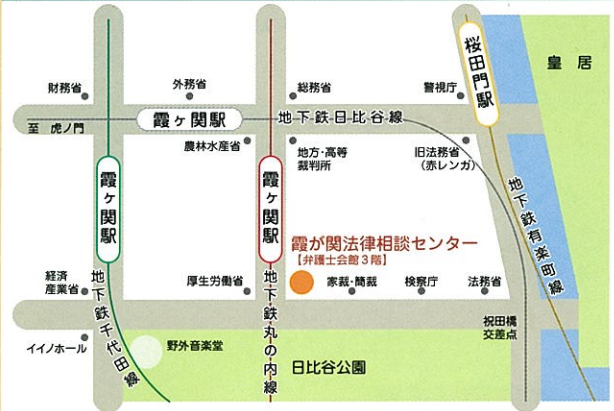 皇居
桜田門駅
財務省
外務省
総務省
警視庁
至 虎ノ門
霞ヶ関駅
地下鉄日比谷線
農林水産省
地方・高等
裁判所
旧法務省
(赤レンガ)
霞ヶ関駅
霞ヶ関駅
地下鉄有楽町線
霞が関法律相談センター
【弁護士会館3階】
経済
産業省
厚生労働省
家裁・簡裁
検察庁
法務省
地下鉄千代田線
地下鉄丸の内線
祝田橋
交差点
イイノホール
野外音楽堂
日比谷公園